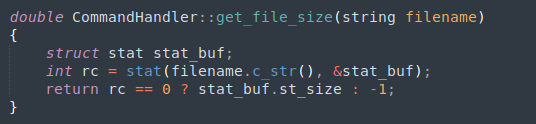 double CommandHandler::get_file_size(string filename)
{
    struct stat stat_buf;
    int rc = stat(filename.c_str(), &stat_buf);
    return rc == 0 ? stat_buf.st_size : -1;
}